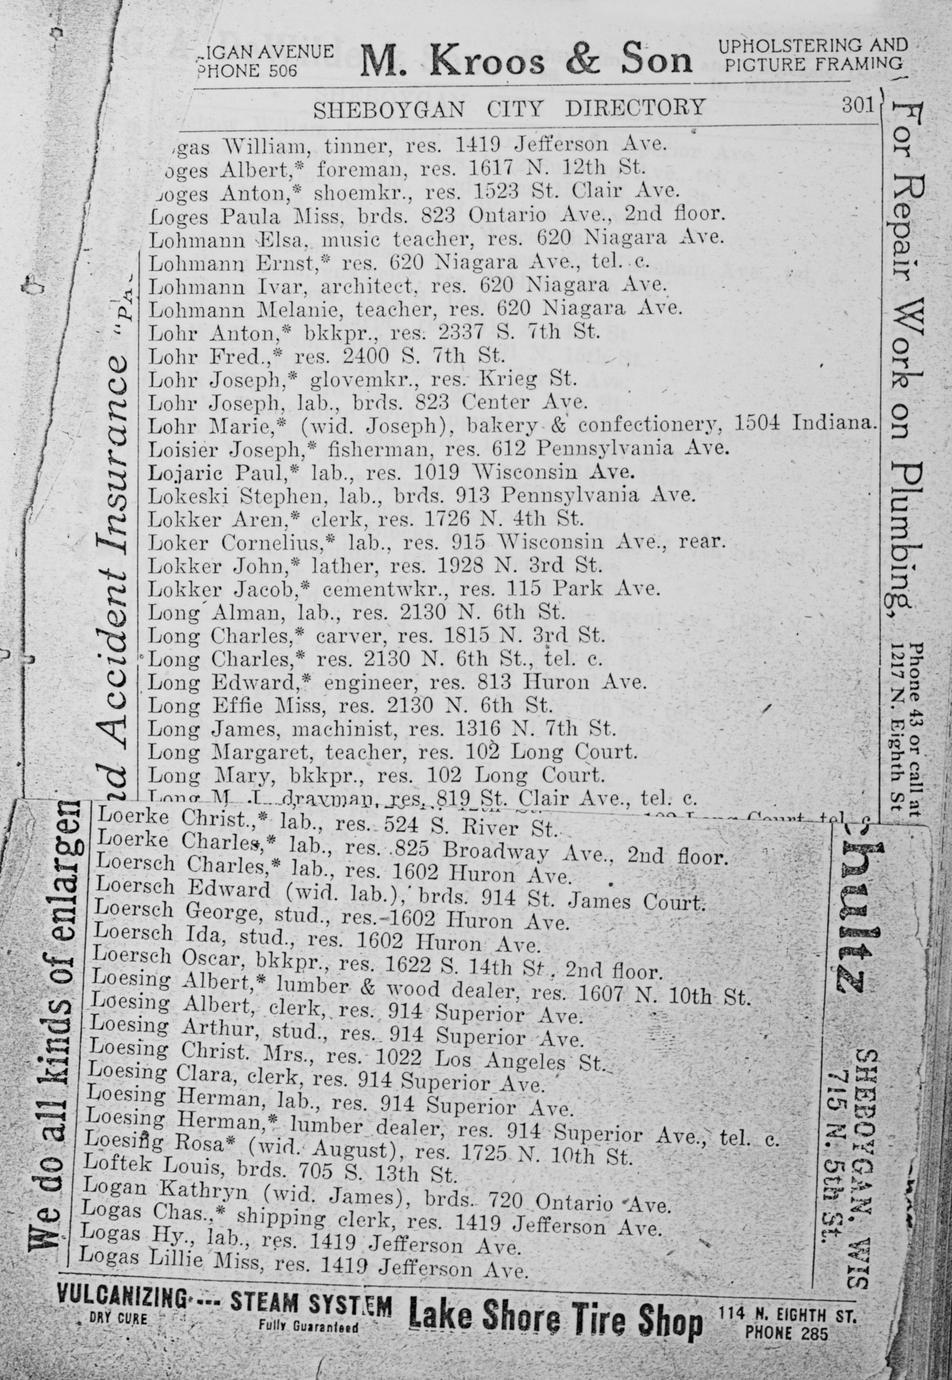 .IGAN AVENUE
PHONE 506
M. Kroos & Son
UPHOLSTERING AND
PICTURE FRAMING
SHEBOYGAN CITY DIRECTORY 301
gas William, tinner, res. 1419 Jefferson Ave.
oges Albert,* foreman, res. 1617 N. 12th St.
oges Anton,* shoemkr., res. 1523 St. Clair Ave.
Loges Paula Miss, brds. 823 Ontario Ave., 2nd floor.
Lohmann Elsa, music teacher, res. 620 Niagara Ave.
Lohmann Ernst,* res. 620 Niagara Ave., tel. c.
Lohmann Ivar, architect, res. 620 Niagara Ave.
Lohmann Melanie, teacher, res. 620 Niagara Ave.
Lohr Anton,* bkkpr., res. 2337 S. 7th St.
Lohr Fred.,* res. 2400 S. 7th St.
Lohr Joseph,* glovemkr., res. Krieg St.
Lohr Joseph, lab., brds. 823 Center Ave.
Lohr Marie,* (wid. Joseph), bakery & confectionery, 1504 Indiana.
Loisier Joseph,* fisherman, res. 612 Pennsylvania Ave.
Lojaric Paul,* lab., res. 1019 Wisconsin Ave.
Lokeski Stephen, lab., brds. 913 Pennsylvania Ave.
Lokker Aren,* clerk, res. 1726 N. 4th St.
Loker Cornelius,* lab., res. 915 Wisconsin Ave., rear.
Lokker John,* lather, res. 1928 N. 3rd St.
Lokker Jacob,* cementwkr., res. 115 Park Ave.
Long Alman, lab., res. 2130 N. 6th St.
Long Charles,* carver, res. 1815 N. 3rd St.
Long Charles,* res. 2130 N. 6th St., tel. c.
Long Edward,* engineer, res. 813 Huron Ave.
Long Effie Miss, res. 2130 N. 6th St.
Long James, machinist, res. 1316 N. 7th St.
Long Margaret, teacher, res. 102 Long Court.
Long Mary, bkkpr., res. 102 Long Court.
Long M. J. drayman, res. 819 St. Clair Ave., tel. c.
Long Court, tel. c.
Loerke Christ.,* lab., res. 524 S. River St.
Loerke Charles,* lab., res. 825 Broadway Ave., 2nd floor.
Loersch Charles,* lab., res. 1602 Huron Ave.
Loersch Edward (wid. lab.), brds. 914 St. James Court.
Loersch George, stud., res. 1602 Huron Ave.
Loersch Ida, stud., res. 1602 Huron Ave.
Loersch Oscar, bkkpr., res. 1622 S. 14th St., 2nd floor.
Loesing Albert,* lumber & wood dealer, res. 1607 N. 10th St.
Loesing Albert, clerk, res. 914 Superior Ave.
Loesing Arthur, stud., res. 914 Superior Ave.
Loesing Christ. Mrs., res. 1022 Los Angeles St.
Loesing Clara, clerk, res. 914 Superior Ave.
Loesing Herman, lab., res. 914 Superior Ave.
Loesing Herman,* lumber dealer, res. 914 Superior Ave., tel. c.
Loesing Rosa* (wid. August), res. 1725 N. 10th St.
Loftek Louis, brds. 705 S. 13th St.
Logan Kathryn (wid. James), brds. 720 Ontario Ave.
Logas Chas.,* shipping clerk, res. 1419 Jefferson Ave.
Logas Hy., lab., res. 1419 Jefferson Ave.
Logas Lillie Miss, res. 1419 Jefferson Ave.
nd Accident Insurance "Ph
We do all kinds of enlargen
For Repair Work on Plumbing,
Phone 43 or call at
1217 N. Eighth St
hultz
SHEBOYGAN, WIS
715 N. 5th St.
VULCANIZING --- STEAM SYSTEM
DRY CURE
Fully Guaranteed
Lake Shore Tire Shop
114 N. EIGHTH ST.
PHONE 285